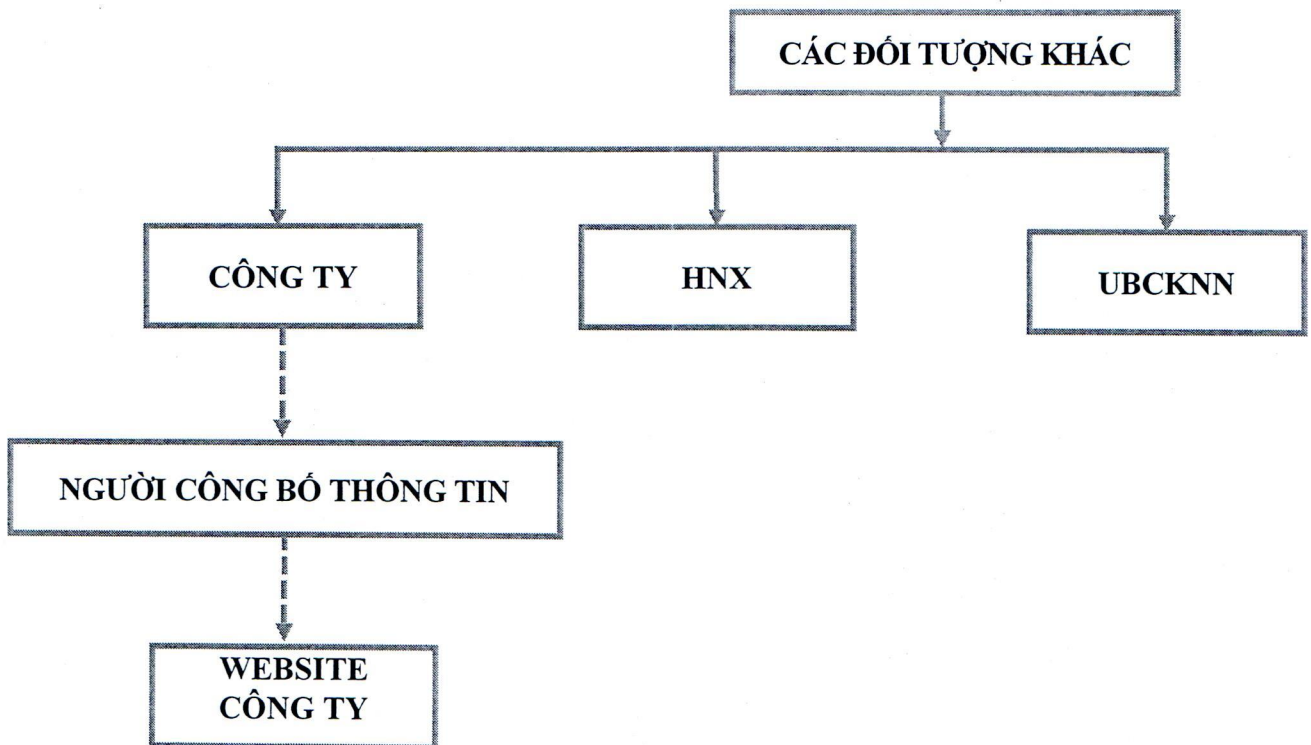 CÁC ĐỐI TƯỢNG KHÁC
CÔNG TY
HNX
UBCKNN
NGƯỜI CÔNG BỐ THÔNG TIN
WEBSITE
CÔNG TY